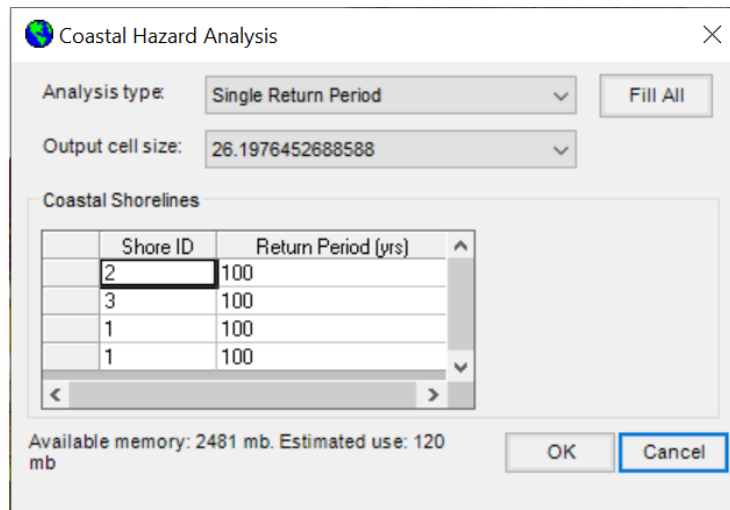 Coastal Hazard Analysis
Analysis type: Single Return Period Fill All
Output cell size: 26.1976452688588
Coastal Shorelines
Shore ID Return Period (yrs)
2 100
3 100
1 100
1 100
Available memory: 2481 mb. Estimated use: 120
mb
OK Cancel